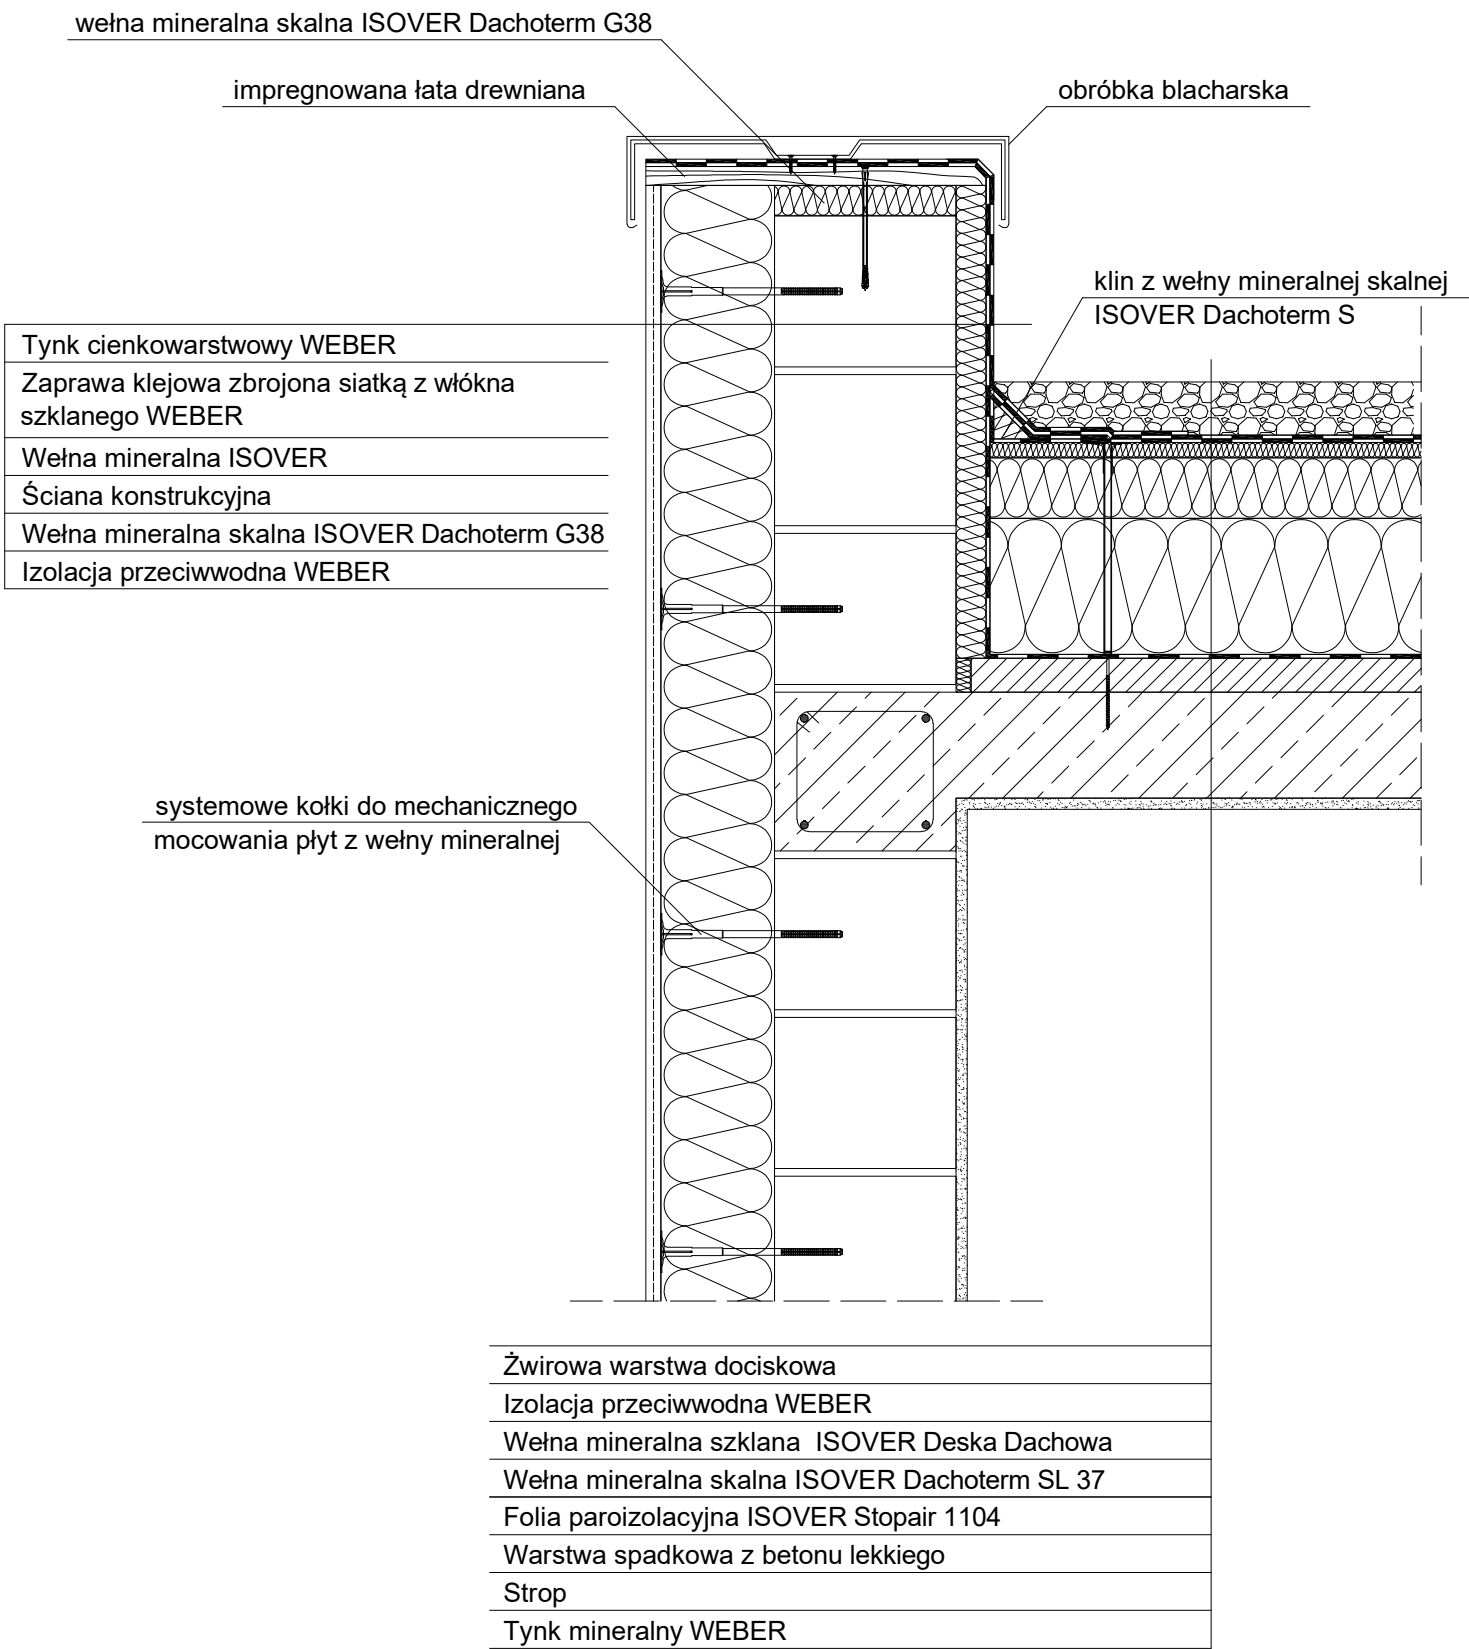 wełna mineralna skalna ISOVER Dachoterm G38
impregnowana łata drewniana
obróbka blacharska
klin z wełny mineralnej skalnej
ISOVER Dachoterm S
Tynk cienkowarstwowy WEBER
Zaprawa klejowa zbrojona siatką z włókna
szklanego WEBER
Wełna mineralna ISOVER
Ściana konstrukcyjna
Wełna mineralna skalna ISOVER Dachoterm G38
Izolacja przeciwwodna WEBER
systemowe kołki do mechanicznego
mocowania płyt z wełny mineralnej
Żwirowa warstwa dociskowa
Izolacja przeciwwodna WEBER
Wełna mineralna szklana ISOVER Deska Dachowa
Wełna mineralna skalna ISOVER Dachoterm SL 37
Folia paroizolacyjna ISOVER Stopair 1104
Warstwa spadkowa z betonu lekkiego
Strop
Tynk mineralny WEBER